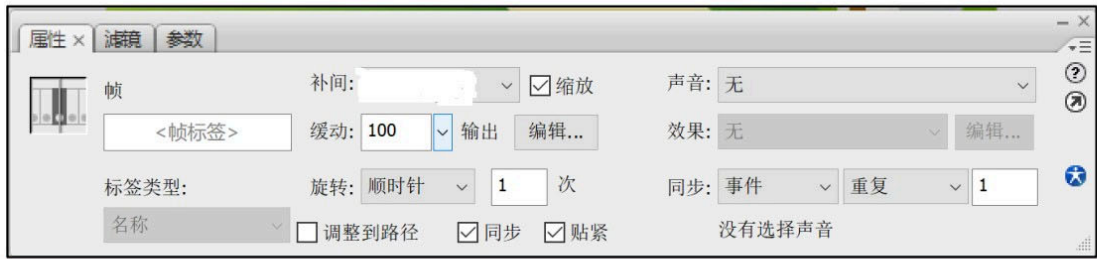 属性 滤镜 参数
帧 补间: 缩放 声音: 无
<帧标签> 缓动: 100 输出 编辑... 效果: 无 编辑...
标签类型: 旋转: 顺时针 1 次 同步: 事件 重复 1
名称 调整到路径 同步 贴紧 没有选择声音